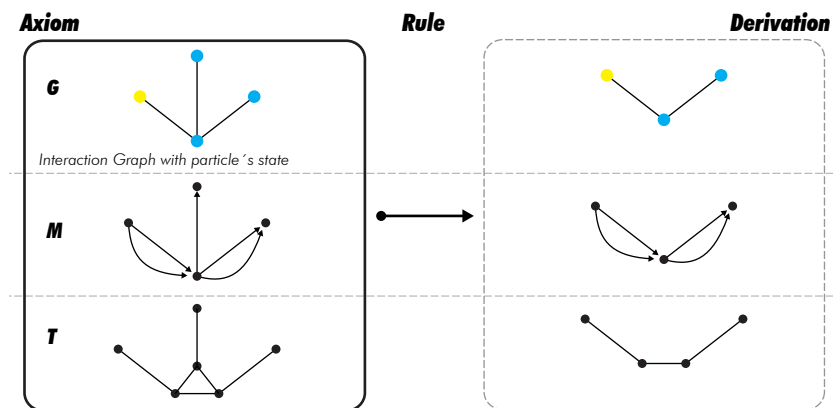 Axiom Rule Derivation
G
Interaction Graph with particle´s state
M
T